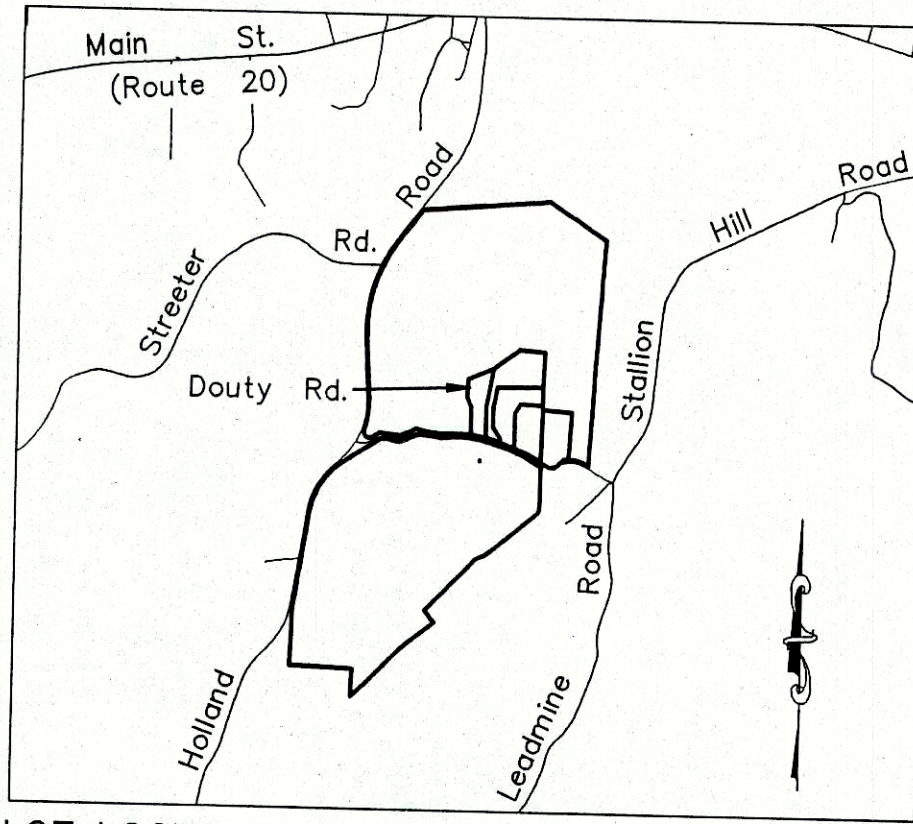 Main St.
(Route 20)
Road
Road
Hill
Rd.
Streeter
Stallion
Douty Rd.
Road
Holland
Leadmine